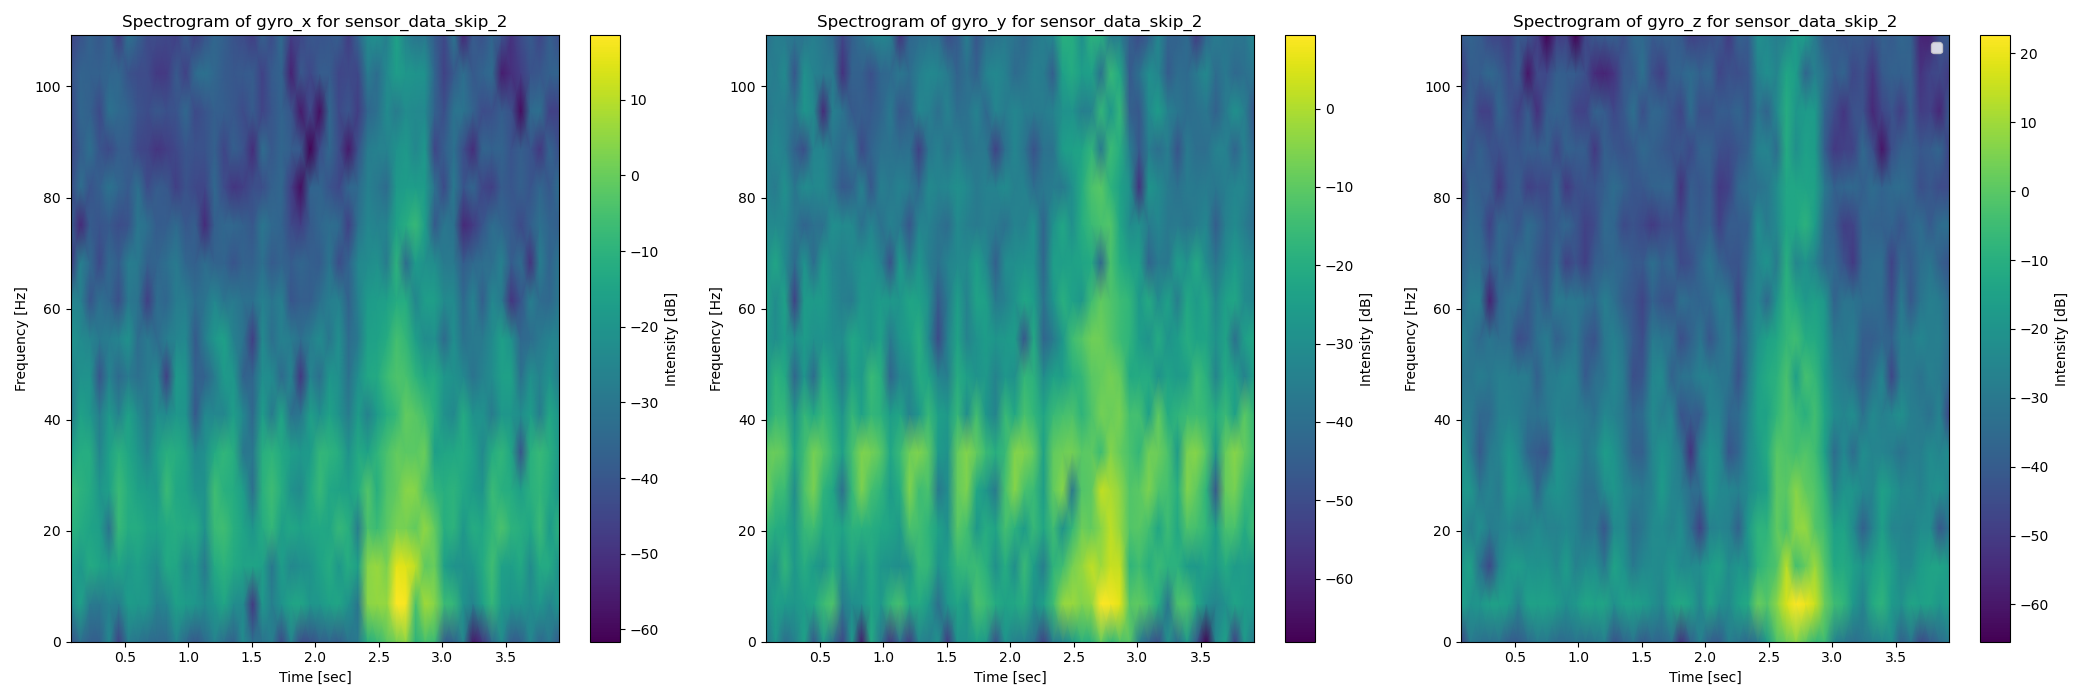 Spectrogram of gyro_x for sensor_data_skip_2
Frequency [Hz]
100
80
60
40
20
0
0.5 1.0 1.5 2.0 2.5 3.0 3.5
Time [sec]
10
0
−10
−20
−30
−40
−50
−60
Intensity [dB]
Spectrogram of gyro_y for sensor_data_skip_2
Frequency [Hz]
100
80
60
40
20
0
0.5 1.0 1.5 2.0 2.5 3.0 3.5
Time [sec]
0
−10
−20
−30
−40
−50
−60
Intensity [dB]
Spectrogram of gyro_z for sensor_data_skip_2
Frequency [Hz]
100
80
60
40
20
0
0.5 1.0 1.5 2.0 2.5 3.0 3.5
Time [sec]
20
10
0
−10
−20
−30
−40
−50
−60
Intensity [dB]